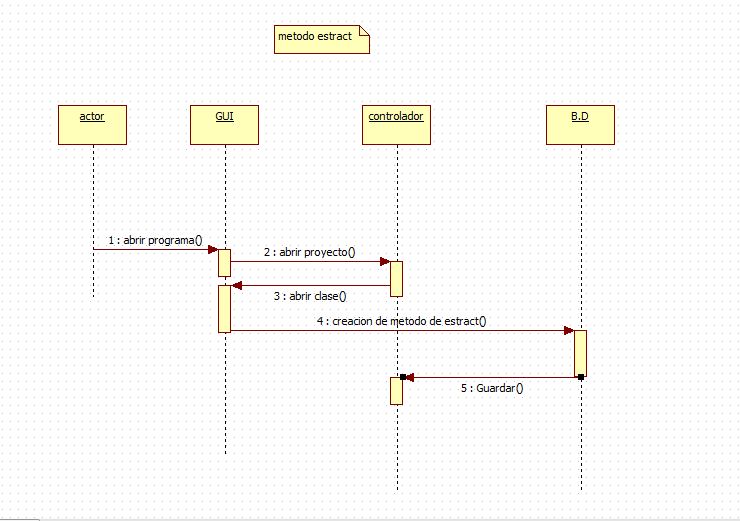 metodo estract
actor
GUI
controlador
B.D
1 : abrir programa()
2 : abrir proyecto()
3 : abrir clase()
4 : creacion de metodo de estract()
5 : Guardar()